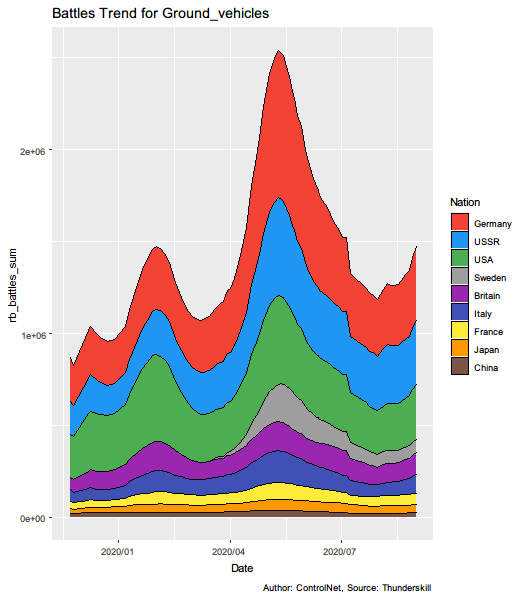 Battles Trend for Ground_vehicles
rb_battles_sum
2e+06
1e+06
0e+00
2020/01
2020/04
2020/07
Date
Nation
Germany
USSR
USA
Sweden
Britain
Italy
France
Japan
China
Author: ControlNet, Source: Thunderskill